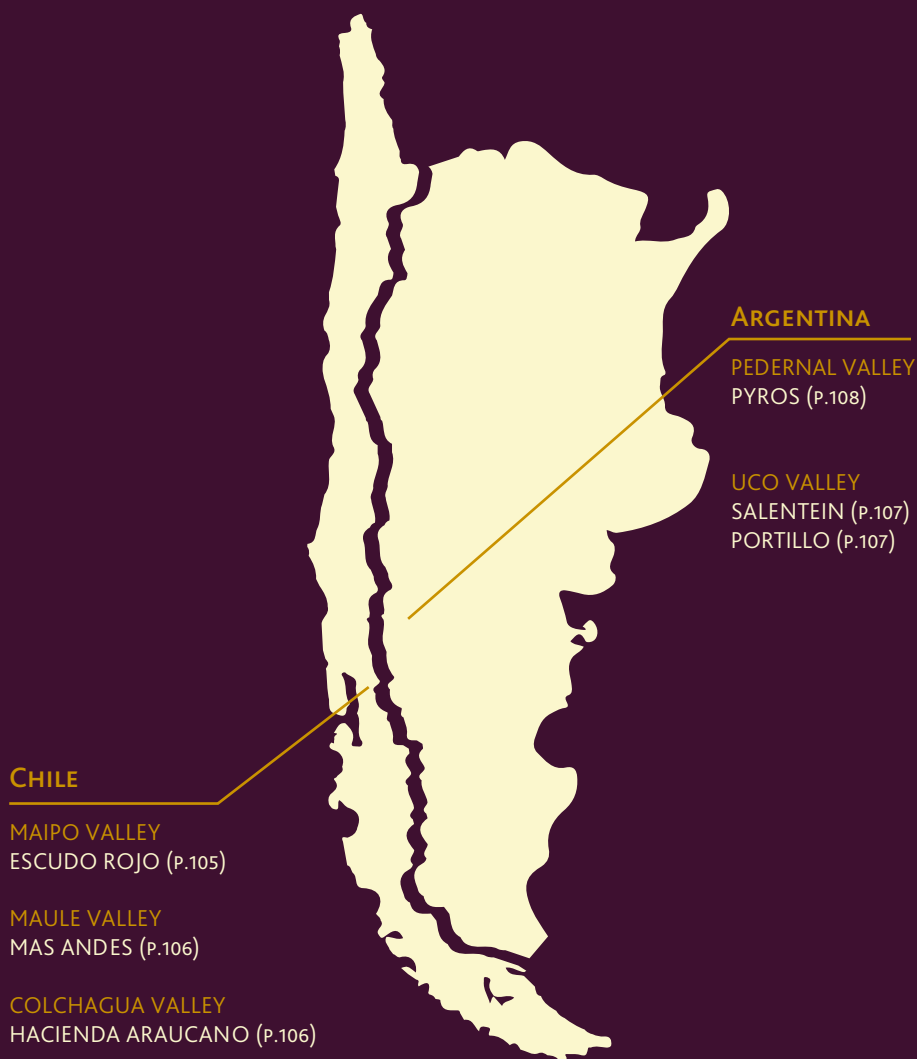 Argentina
PEDERNAL VALLEY
PYROS (P.108)
UCO VALLEY
SALENTEIN (P.107)
PORTILLO (P.107)
Chile
MAIPO VALLEY
ESCUDO ROJO (P.105)
MAULE VALLEY
MAS ANDES (P.106)
COLCHAGUA VALLEY
HACIENDA ARAUCANO (P.106)